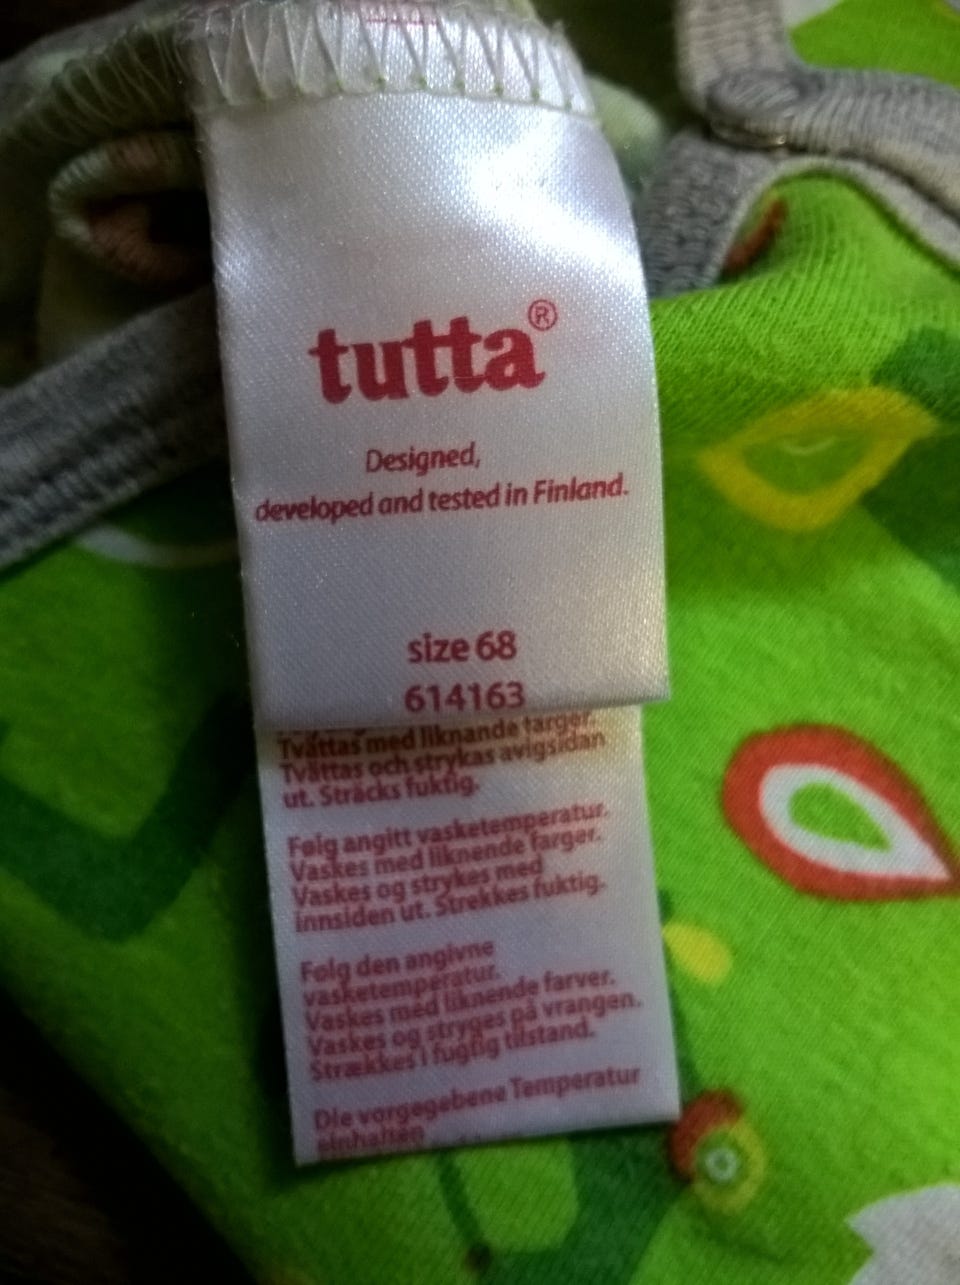 tutta®
Designed,
developed and tested in Finland.
size 68
614163
Tvättas med liknande färger.
Tvättas och strykas avigsidan
ut. Sträcks fuktig.
Følg angitt vasketemperatur.
Vaskes med liknende farger.
Vaskes og strykes med
innsiden ut. Strekkes fuktig.
Følg den angivne
vasketemperatur.
Vaskes med liknende farver.
Vaskes og stryges på vrangen.
Strækkes i fugtig tilstand.
Die vorgegebene Temperatur
einhalten